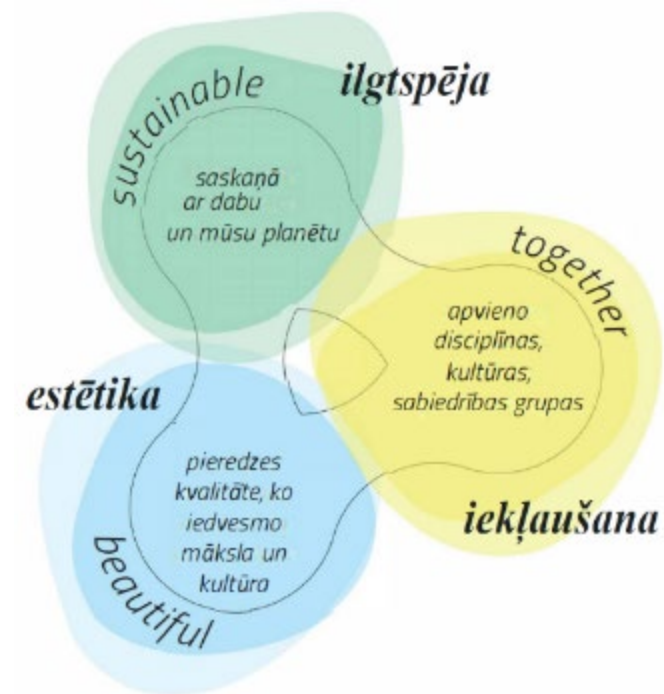 sustainable
ilgtspēja
saskaņā
ar dabu
un mūsu planētu
together
apvieno
disciplīnas,
kultūras,
sabiedrības grupas
iekļaušana
estētika
pieredzes
kvalitāte, ko
iedvesmo
māksla un
kultūra
beautiful